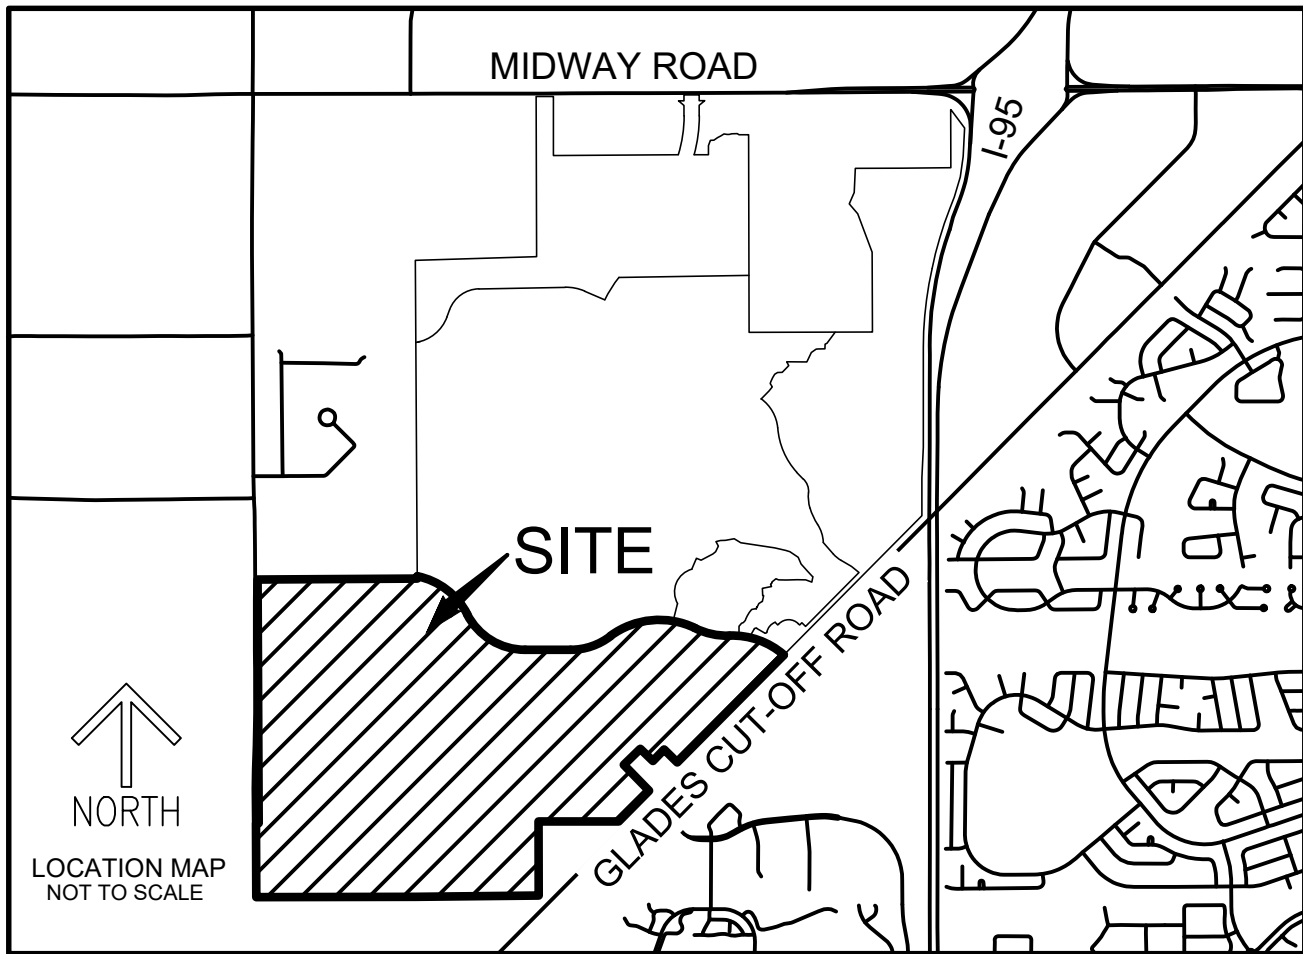 MIDWAY ROAD
I-95
SITE
GLADES CUT-OFF ROAD
NORTH
LOCATION MAP
NOT TO SCALE